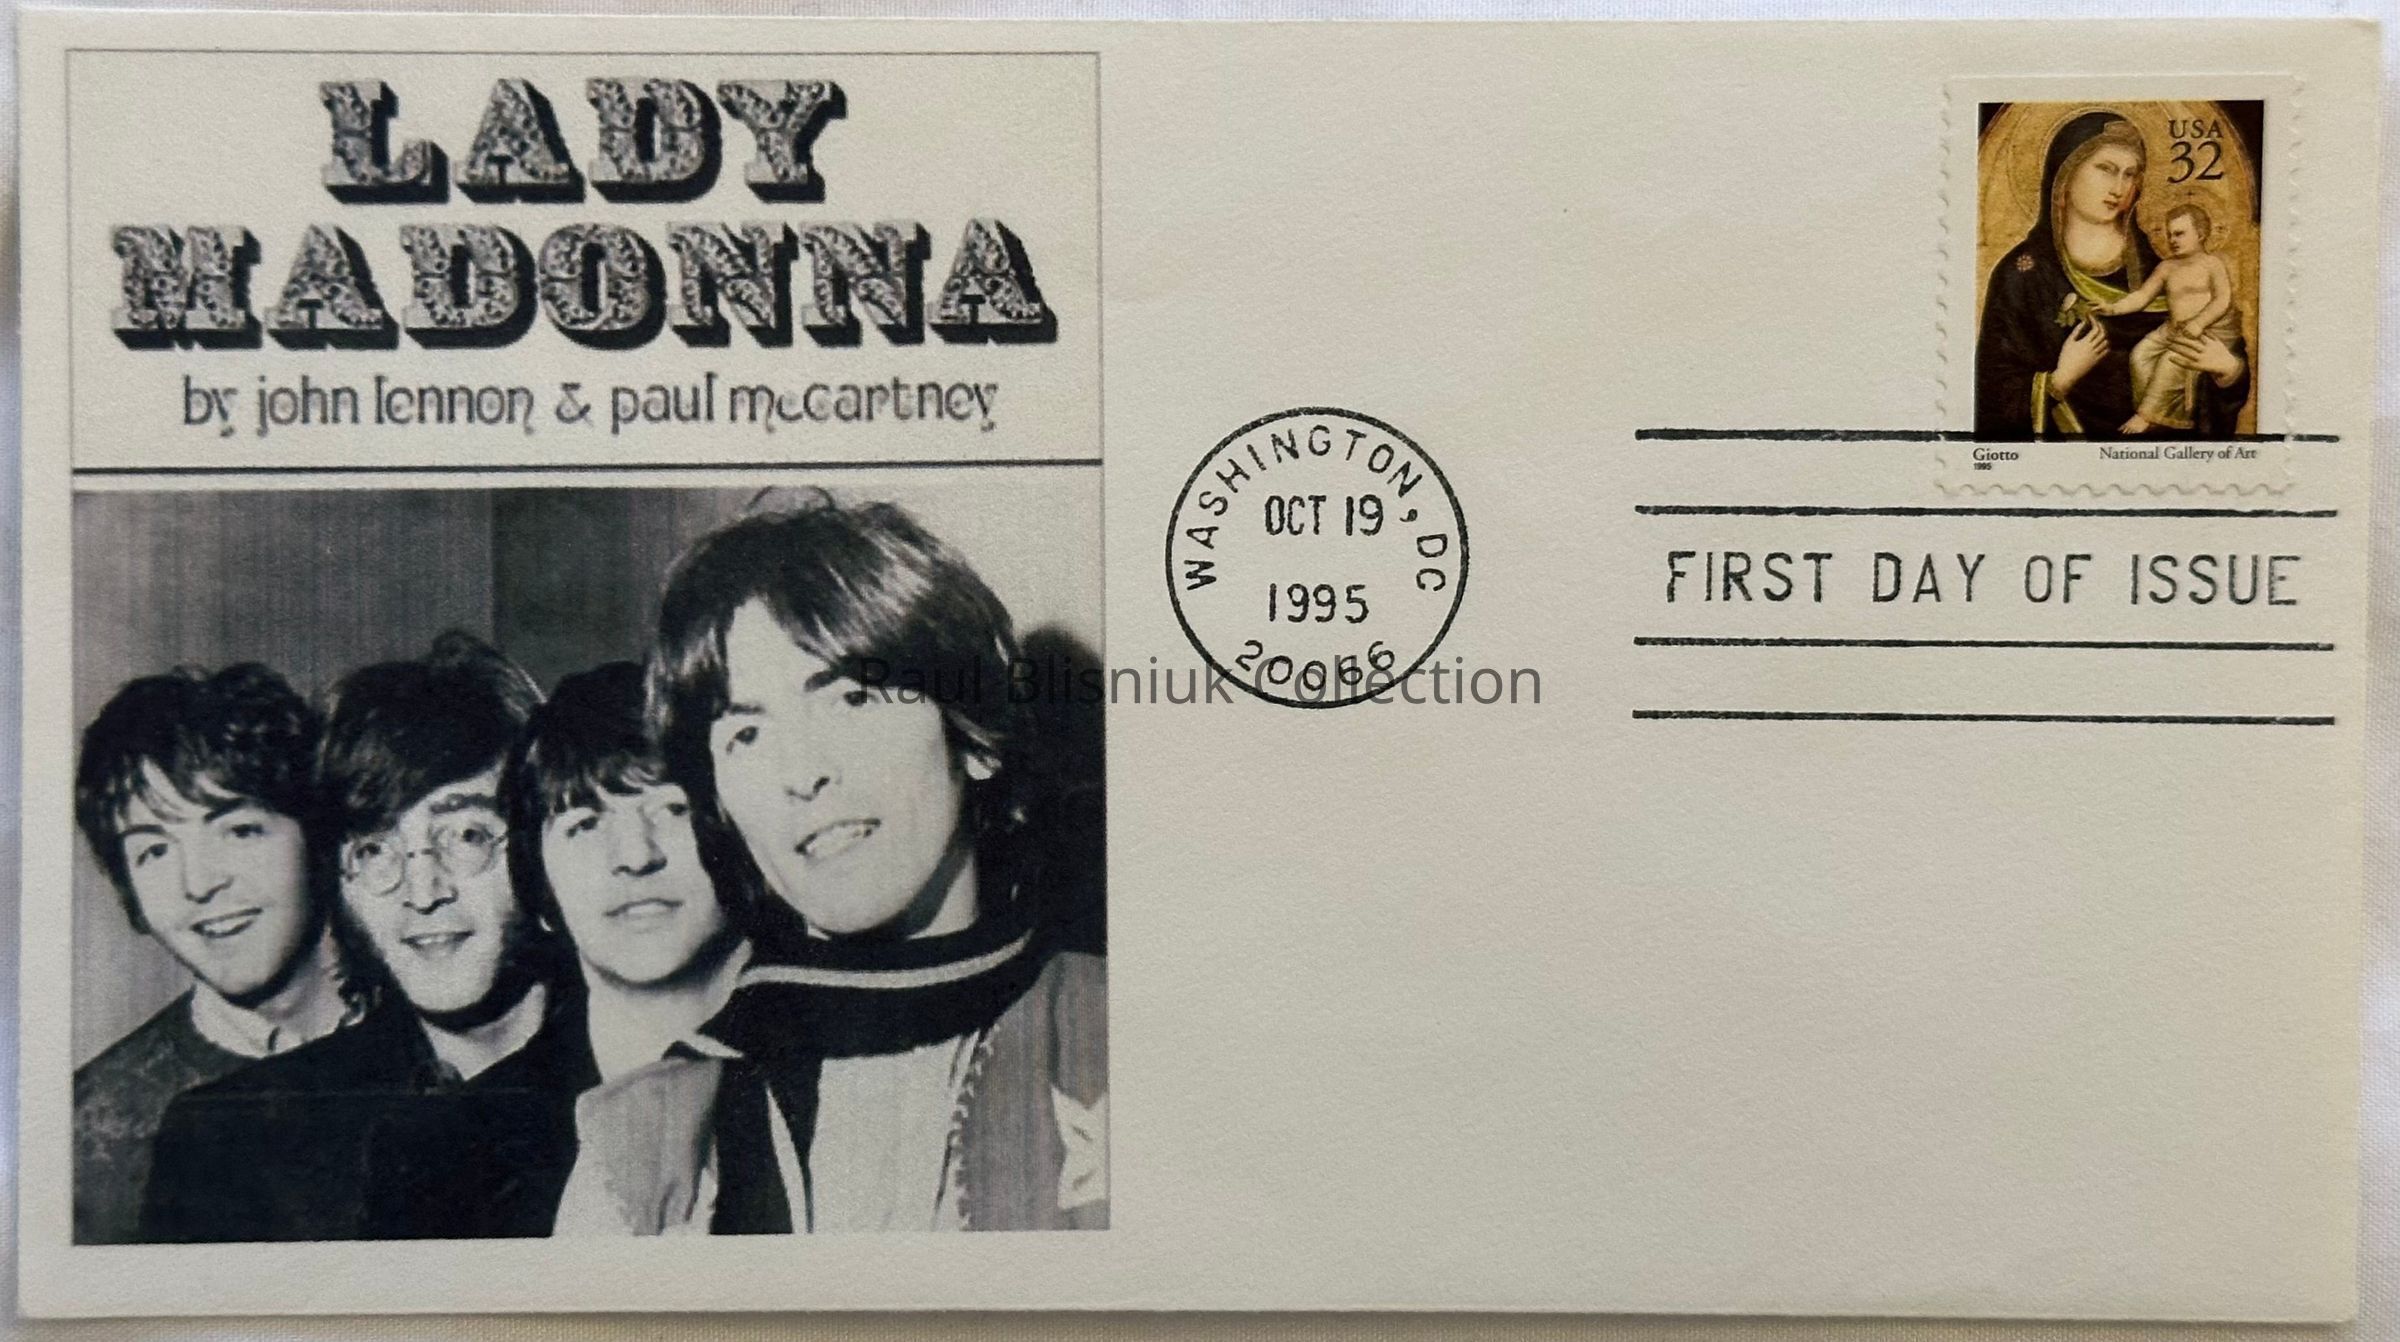 LADY
MADONNA
by john lennon & paul mccartney
USA
32
Giotto
1995
National Gallery of Art
WASHINGTON, DC
OCT 19
1995
20066
FIRST DAY OF ISSUE
Raul Blisniuk Collection